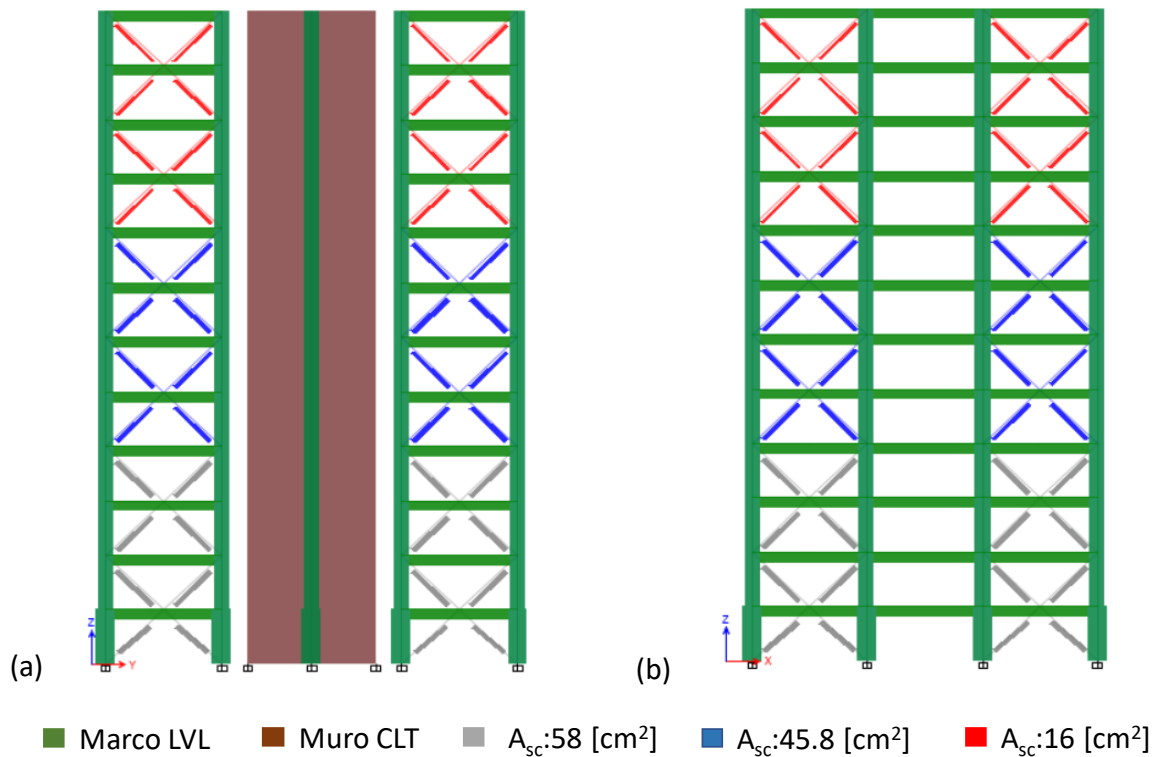 Z
Y
(a)
Z
X
(b)
Marco LVL
Muro CLT
Asc:58 [cm²]
Asc:45.8 [cm²]
Asc:16 [cm²]